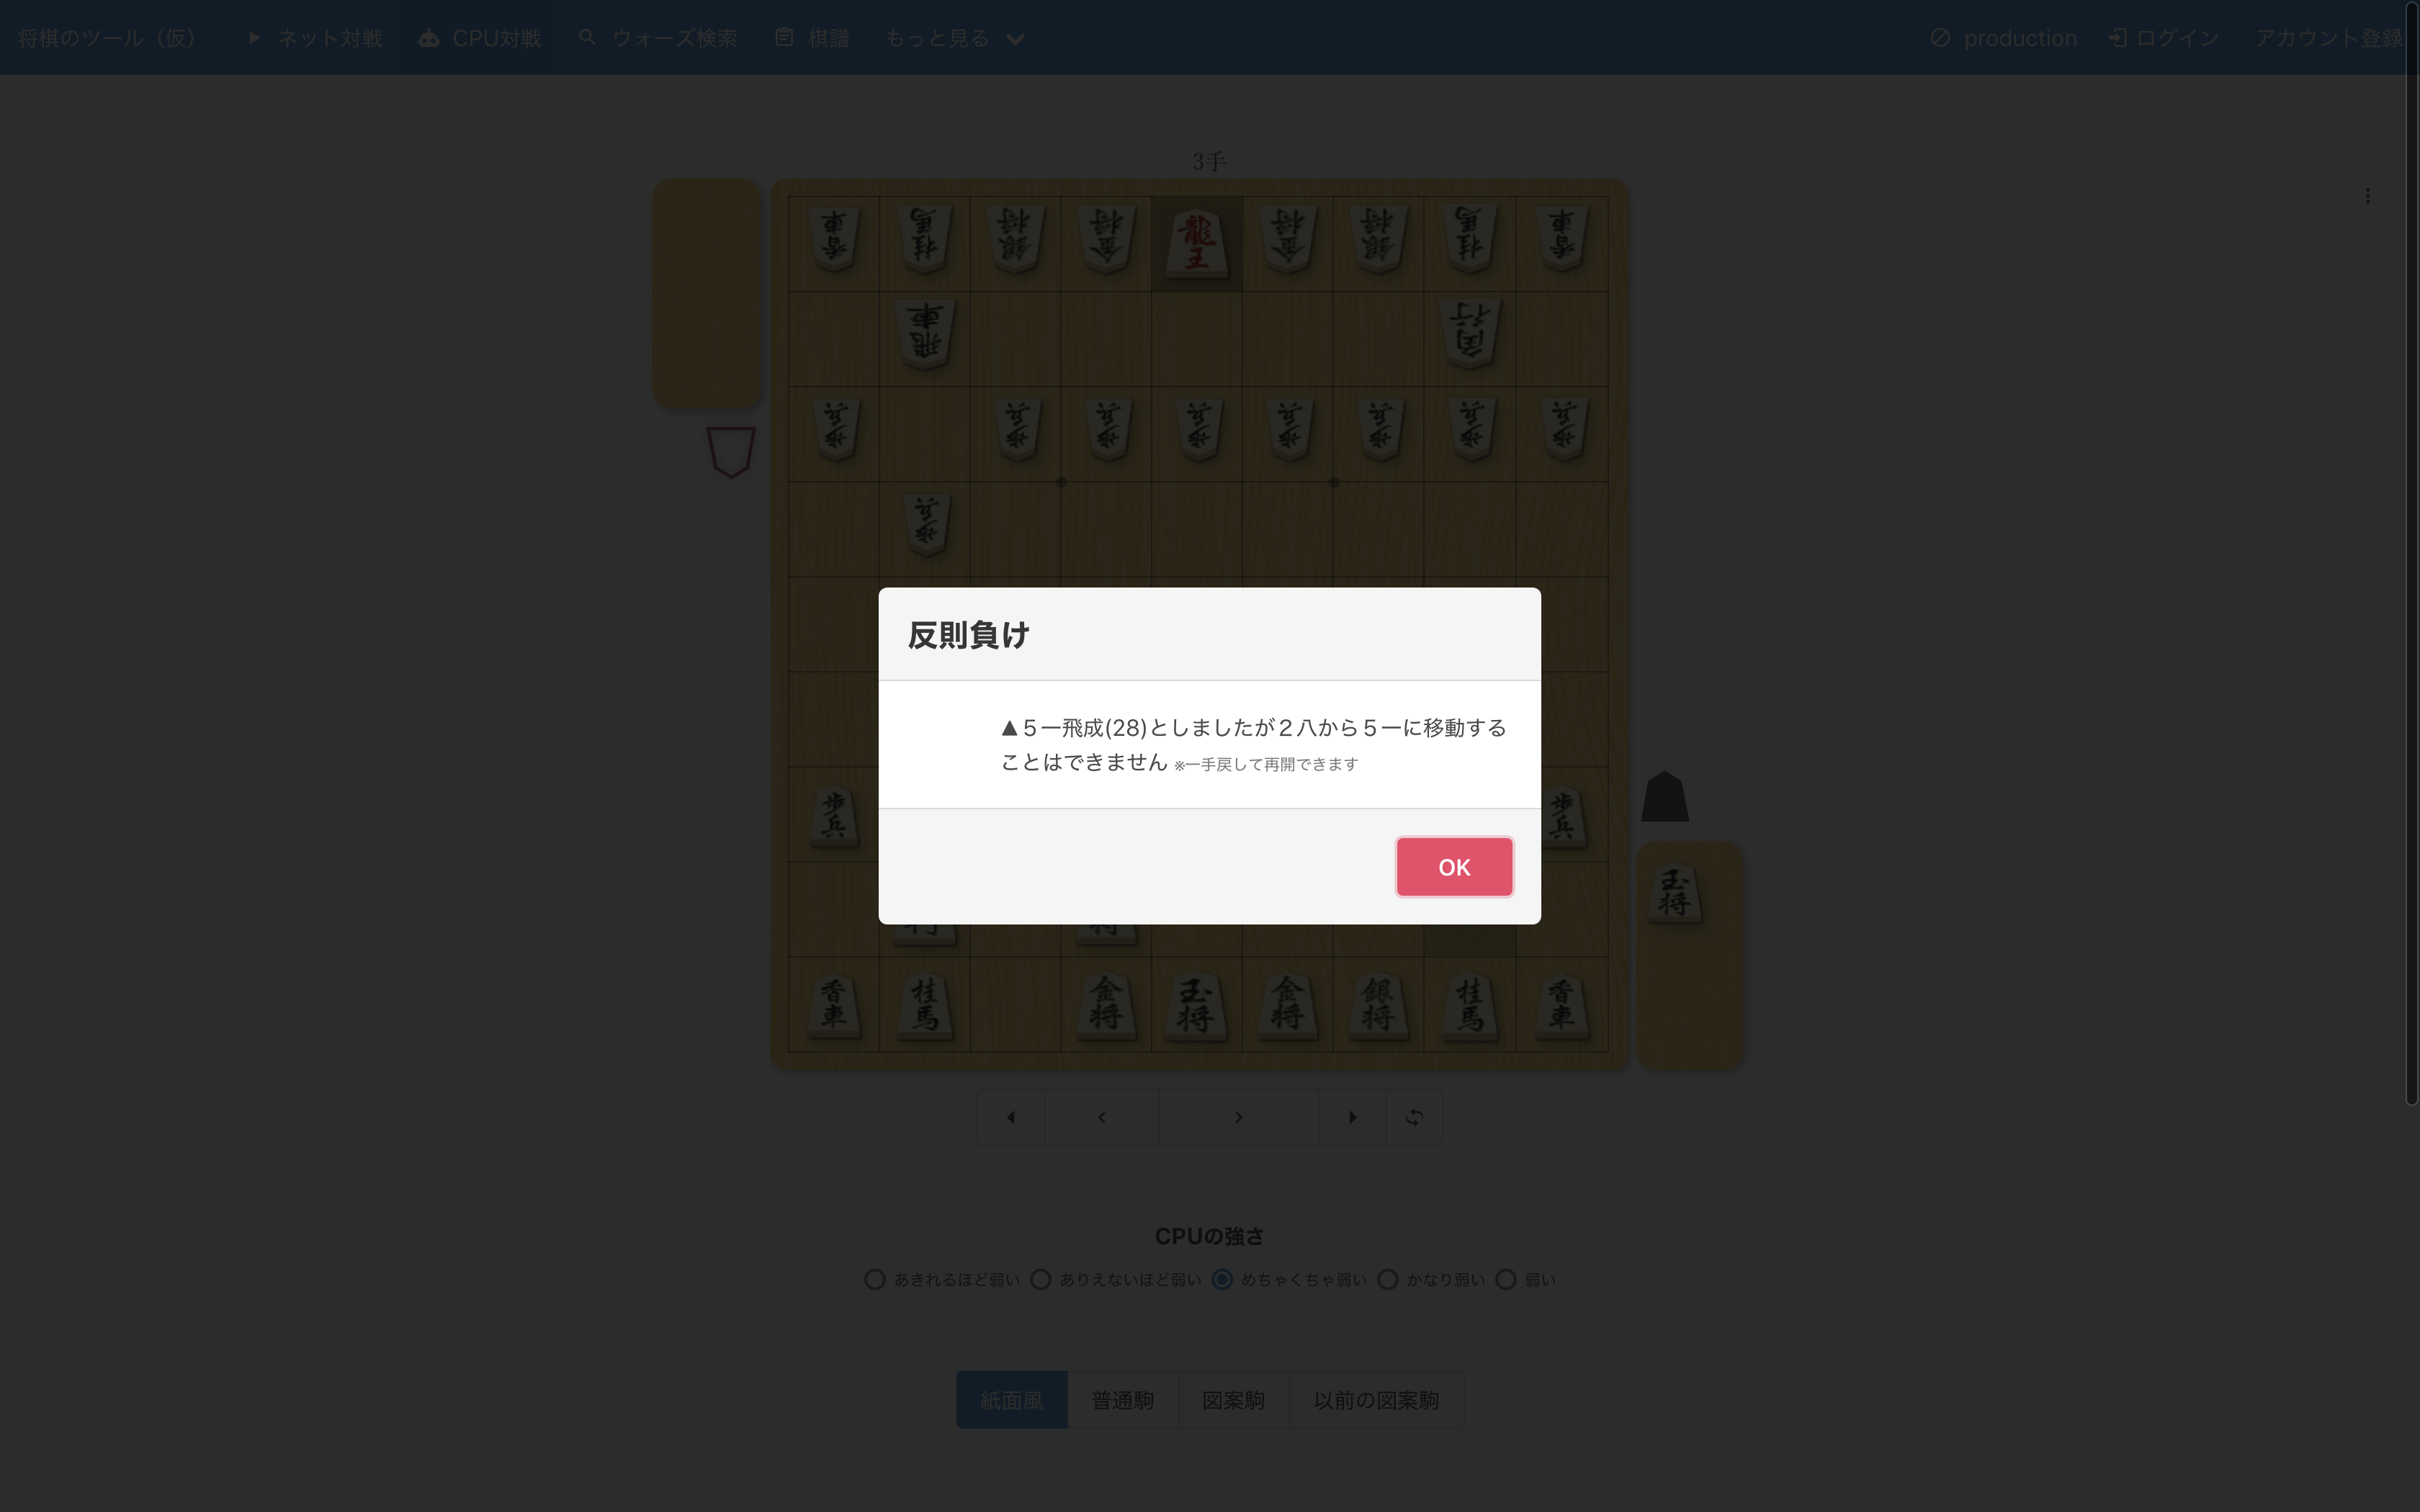 将棋のツール（仮） ネット対戦 CPU対戦 ウォーズ検索 棋譜 もっと見る production ログイン アカウント登録
3手
香車 桂馬 銀将 金将 龍王 金将 銀将 桂馬 香車
飛車 角行
歩兵 歩兵 歩兵 歩兵 歩兵 歩兵 歩兵 歩兵
歩兵
反則負け
▲５一飛成(28)としましたが２八から５一に移動する
ことはできません ※一手戻して再開できます
歩兵 歩兵
OK
玉将
香車 桂馬 金将 玉将 金将 銀将 桂馬 香車
CPUの強さ
あきれるほど弱い ありえないほど弱い めちゃくちゃ弱い かなり弱い 弱い
紙面風 普通駒 図案駒 以前の図案駒